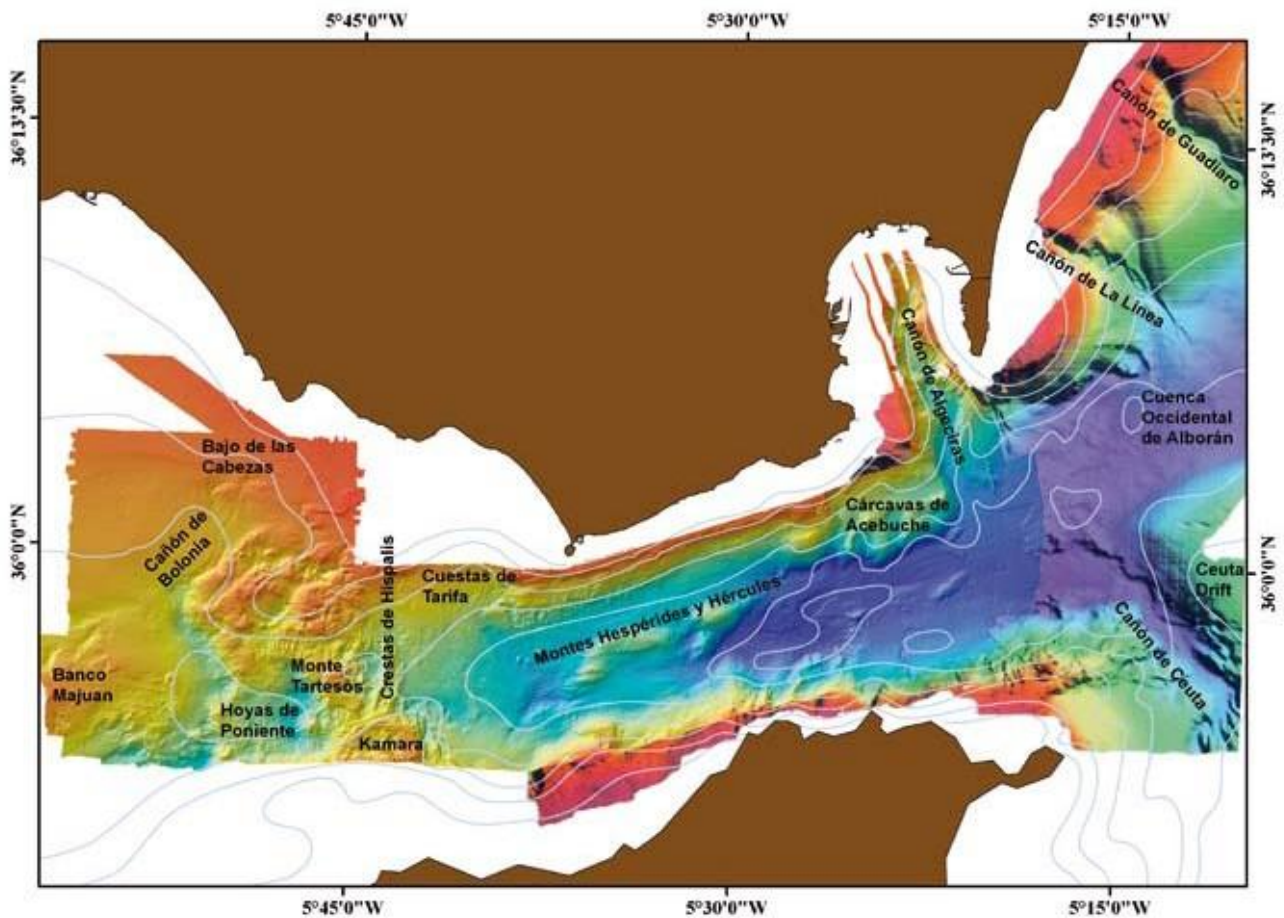 5°45'0"W
5°30'0"W
5°15'0"W
36°13'30"N
36°13'30"N
Cañón de Guadiaro
Cañón de La Línea
Cañón de Algeciras
Cuenca
Occidental
de Alborán
Bajo de las
Cabezas
Cañón de
Bolonia
Cárcavas de
Acebuche
36°0'0"N
36°0'0"N
Crestas de Hispalis
Cuestas de
Tarifa
Ceuta
Drift
Montes Hespérides y Hércules
Cañón de Ceuta
Banco
Majuan
Monte
Tartesos
Hoyas de
Poniente
Kamara
5°45'0"W
5°30'0"W
5°15'0"W